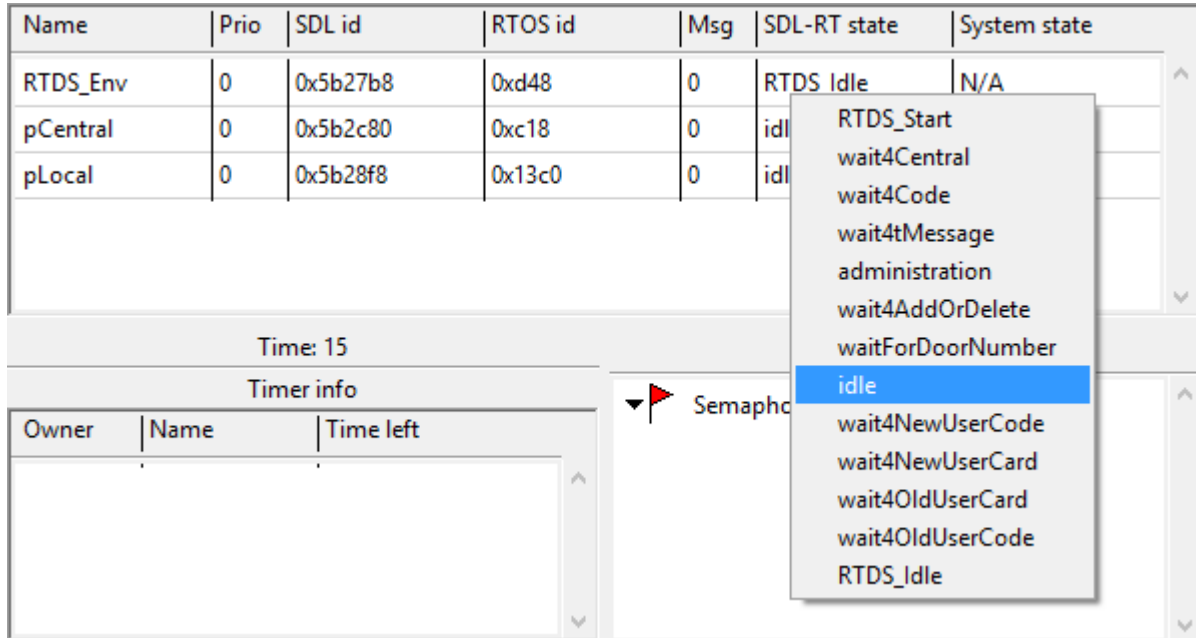 Name Prio SDL id RTOS id Msg SDL-RT state System state
RTDS_Env 0 0x5b27b8 0xd48 0 RTDS_Idle N/A
pCentral 0 0x5b2c80 0xc18 0 idl
pLocal 0 0x5b28f8 0x13c0 0 idl
RTDS_Start
wait4Central
wait4Code
wait4tMessage
administration
wait4AddOrDelete
waitForDoorNumber
idle
wait4NewUserCode
wait4NewUserCard
wait4OldUserCard
wait4OldUserCode
RTDS_Idle
Time: 15
Timer info
Owner Name Time left
Semapho